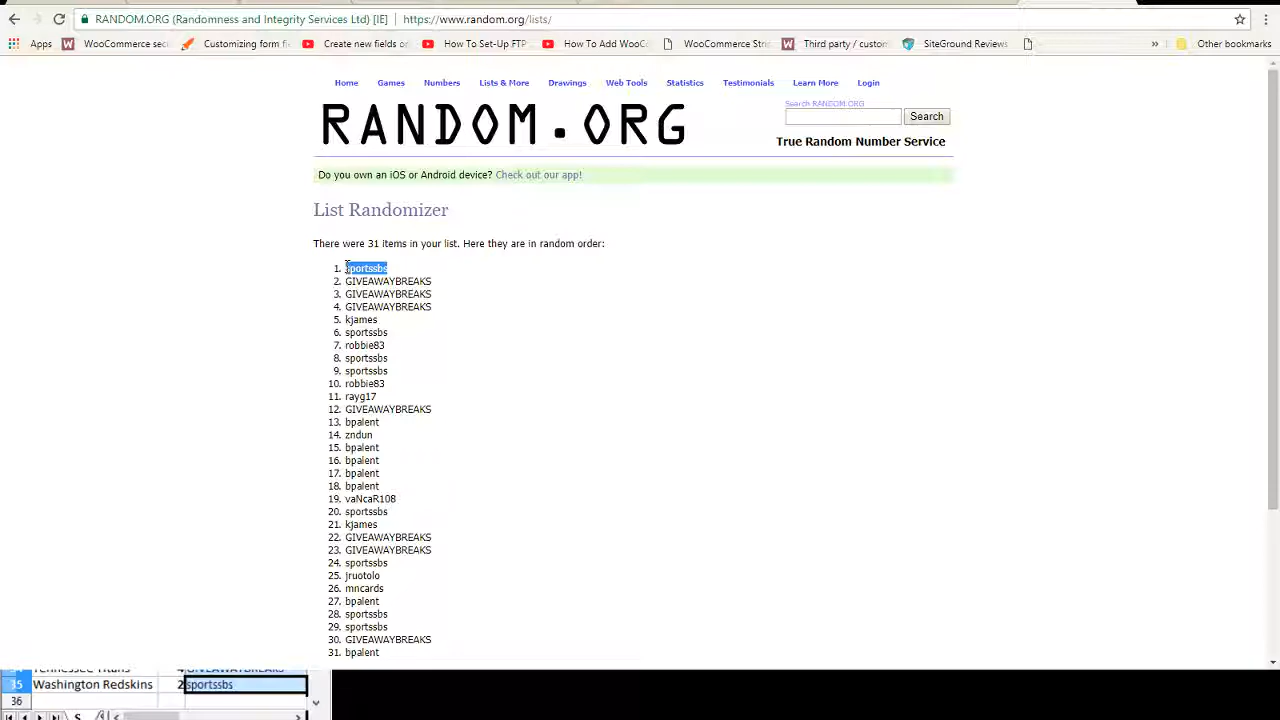 RANDOM.ORG (Randomness and Integrity Services Ltd) [IE] https://www.random.org/lists/
Apps WooCommerce sec Customizing form fi Create new fields or How To Set-Up FTP How To Add WooC WooCommerce Stri Third party / custom SiteGround Reviews » Other bookmarks
Home Games Numbers Lists & More Drawings Web Tools Statistics Testimonials Learn More Login
RANDOM.ORG
Search RANDOM.ORG
Search
True Random Number Service
Do you own an iOS or Android device? Check out our app!
List Randomizer
There were 31 items in your list. Here they are in random order:
1. sportssbs
2. GIVEAWAYBREAKS
3. GIVEAWAYBREAKS
4. GIVEAWAYBREAKS
5. kjames
6. sportssbs
7. robbie83
8. sportssbs
9. sportssbs
10. robbie83
11. rayg17
12. GIVEAWAYBREAKS
13. bpalent
14. zndun
15. bpalent
16. bpalent
17. bpalent
18. bpalent
19. vaNcaR108
20. sportssbs
21. kjames
22. GIVEAWAYBREAKS
23. GIVEAWAYBREAKS
24. sportssbs
25. jruotolo
26. mncards
27. bpalent
28. sportssbs
29. sportssbs
30. GIVEAWAYBREAKS
31. bpalent
Tennessee Titans 4 GIVEAWAYBREAKS
35 Washington Redskins 2 sportssbs
36
S